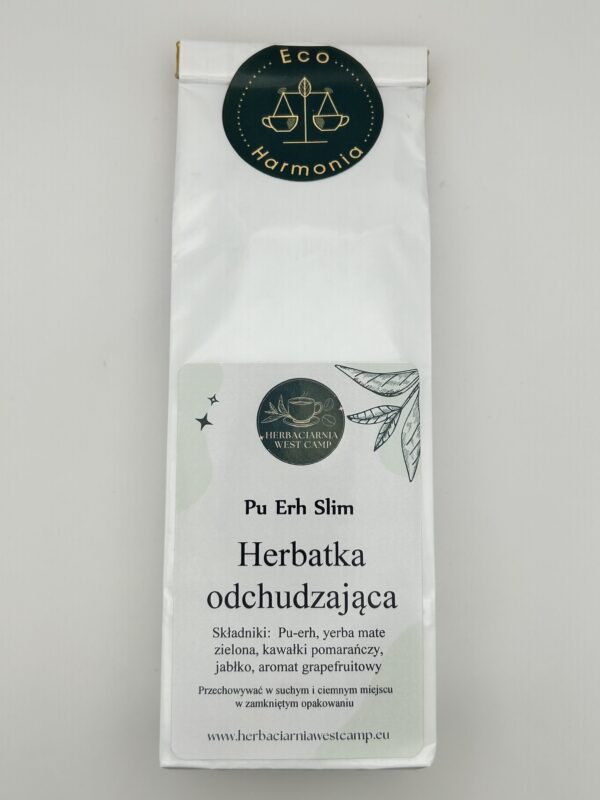 Eco
Harmonia
HERBACIARNIA
WEST CAMP
Pu Erh Slim
Herbatka
odchudzająca
Składniki: Pu-erh, yerba mate
zielona, kawałki pomarańczy,
jabłko, aromat grapefruitowy
Przechowywać w suchym i ciemnym miejscu
w zamkniętym opakowaniu
www.herbaciarniawestcamp.eu